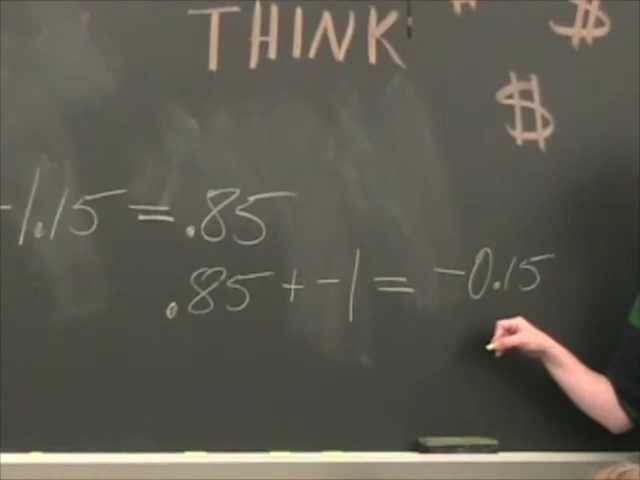 THINK
$
$
-1.15 = .85
.85 + -1 = -0.15